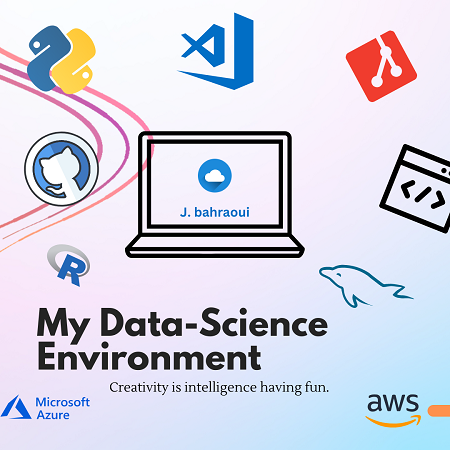 J. bahraoui
R
</>
My Data-Science
Environment
Creativity is intelligence having fun.
Microsoft
Azure
aws